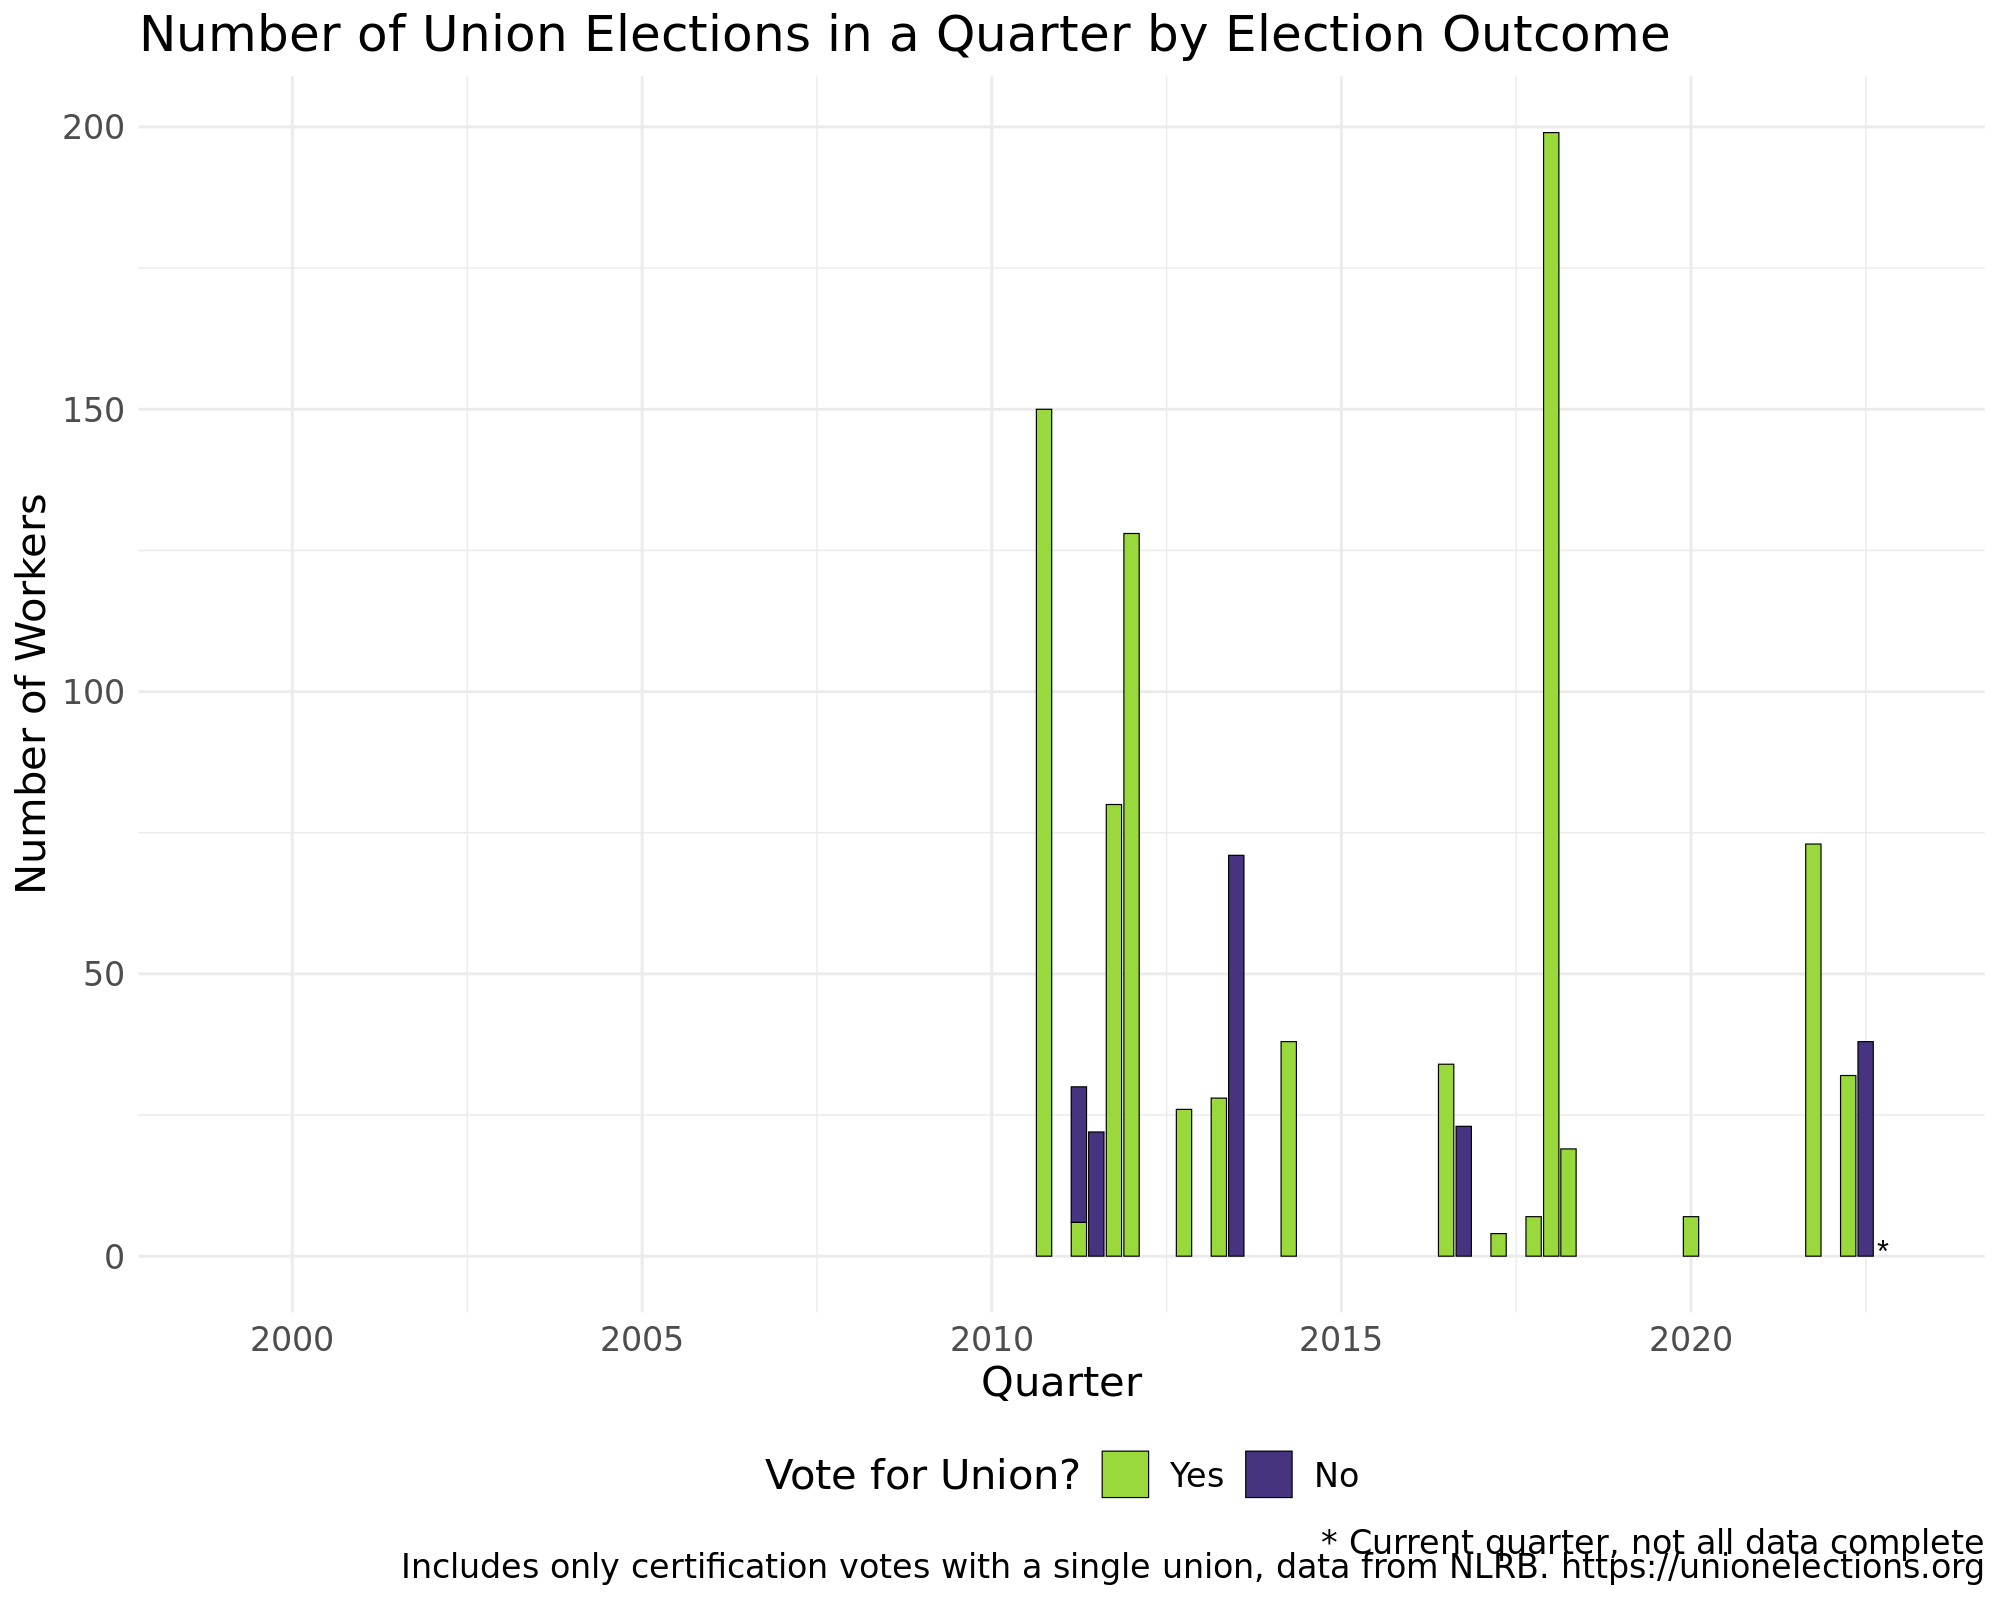 Number of Union Elections in a Quarter by Election Outcome
200
150
100
50
0
Number of Workers
*
2000 2005 2010 2015 2020
Quarter
Vote for Union? Yes No
* Current quarter, not all data complete
Includes only certification votes with a single union, data from NLRB. https://unionelections.org